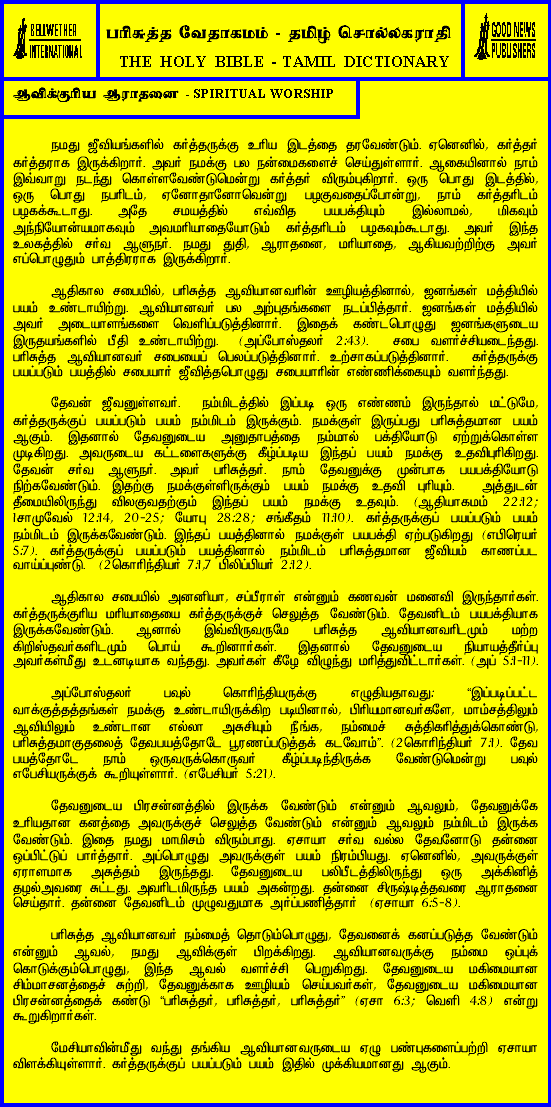 BELLWETHER
INTERNATIONAL
பரிசுத்த வேதாகமம் - தமிழ் சொல்லகராதி
THE HOLY BIBLE - TAMIL DICTIONARY
GOOD NEWS
PUBLISHERS
ஆவிக்குரிய ஆராதனை - SPIRITUAL WORSHIP
நமது ஜீவியங்களில் கர்த்தருக்கு உரிய இடத்தை தரவேண்டும். ஏனெனில், கர்த்தர்
கர்த்தராக இருக்கிறார். அவர் நமக்கு பல நன்மைகளைச் செய்துள்ளார். ஆகையினால் நாம்
இவ்வாறு நடந்து கொள்ளவேண்டுமென்று கர்த்தர் விரும்புகிறார். ஒரு பொது இடத்தில்,
ஒரு பொது நபரிடம், ஏனோதானோவென்று பழகுவதைப்போன்று, நாம் கர்த்தரிடம்
பழகக்கூடாது. அதே சமயத்தில் எவ்வித பயபக்தியும் இல்லாமல், மிகவும்
அந்நியோன்யமாகவும் அவமரியாதையோடும் கர்த்தரிடம் பழகவும்கூடாது. அவர் இந்த
உலகத்தில் சர்வ ஆளுநர். நமது துதி, ஆராதனை, மரியாதை, ஆகியவற்றிற்கு அவர்
எப்பொழுதும் பாத்திரராக இருக்கிறார்.
ஆதிகால சபையில், பரிசுத்த ஆவியானவரின் ஊழியத்தினால், ஜனங்கள் மத்தியில்
பயம் உண்டாயிற்று. ஆவியானவர் பல அற்புதங்களை நடப்பித்தார். ஜனங்கள் மத்தியில்
அவர் அடையாளங்களை வெளிப்படுத்தினார். இதைக் கண்டபொழுது ஜனங்களுடைய
இருதயங்களில் பீதி உண்டாயிற்று. (அப்போஸ்தலர் 2:43). சபை வளர்ச்சியடைந்தது.
பரிசுத்த ஆவியானவர் சபையைப் பெலப்படுத்தினார். உற்சாகப்படுத்தினார். கர்த்தருக்கு
பயப்படும் பயத்தில் சபையார் ஜீவித்தபொழுது சபையாரின் எண்ணிக்கையும் வளர்ந்தது.
தேவன் ஜீவனுள்ளவர். நம்மிடத்தில் இப்படி ஒரு எண்ணம் இருந்தால் மட்டுமே,
கர்த்தருக்குப் பயப்படும் பயம் நம்மிடம் இருக்கும். நமக்குள் இருப்பது பரிசுத்தமான பயம்
ஆகும். இதனால் தேவனுடைய அனுதாபத்தை நம்மால் பக்தியோடு ஏற்றுக்கொள்ள
முடிகிறது. அவருடைய கட்டளைகளுக்கு கீழ்ப்படிய இந்தப் பயம் நமக்கு உதவிபுரிகிறது.
தேவன் சர்வ ஆளுநர். அவர் பரிசுத்தர். நாம் தேவனுக்கு முன்பாக பயபக்தியோடு
நிற்கவேண்டும். இதற்கு நமக்குள்ளிருக்கும் பயம் நமக்கு உதவி புரியும். அத்துடன்
தீமையிலிருந்து விலகுவதற்கும் இந்தப் பயம் நமக்கு உதவும். (ஆதியாகமம் 22:12;
1சாமுவேல் 12:14, 20-25; யோபு 28:28; சங்கீதம் 111:10). கர்த்தருக்குப் பயப்படும் பயம்
நம்மிடம் இருக்கவேண்டும். இந்தப் பயத்தினால் நமக்குள் பயபக்தி ஏற்படுகிறது (எபிரெயர்
5:7). கர்த்தருக்குப் பயப்படும் பயத்தினால் நம்மிடம் பரிசுத்தமான ஜீவியம் காணப்பட
வாய்ப்புண்டு. (2கொரிந்தியர் 7:1,7 பிலிப்பியர் 2:12).
ஆதிகால சபையில் அனனியா, சப்பீராள் என்னும் கணவன் மனைவி இருந்தார்கள்.
கர்த்தருக்குரிய மரியாதையை கர்த்தருக்குச் செலுத்த வேண்டும். தேவனிடம் பயபக்தியாக
இருக்கவேண்டும். ஆனால் இவ்விருவருமே பரிசுத்த ஆவியானவரிடமும் மற்ற
கிறிஸ்தவர்களிடமும் பொய் கூறினார்கள். இதனால் தேவனுடைய நியாயத்தீர்ப்பு
அவர்கள்மீது உடனடியாக வந்தது. அவர்கள் கீழே விழுந்து மரித்துவிட்டார்கள். (அப் 5:1-11).
அப்போஸ்தலர் பவுல் கொரிந்தியருக்கு எழுதியதாவது; “இப்படிப்பட்ட
வாக்குத்தத்தங்கள் நமக்கு உண்டாயிருக்கிற படியினால், பிரியமானவர்களே, மாம்சத்திலும்
ஆவியிலும் உண்டான எல்லா அசுசியும் நீங்க, நம்மைச் சுத்திகரித்துக்கொண்டு,
பரிசுத்தமாகுதலைத் தேவபயத்தோடே பூரணப்படுத்தக் கடவோம்”. (2கொரிந்தியர் 7:1). தேவ
பயத்தோடே நாம் ஒருவருக்கொருவர் கீழ்ப்படிந்திருக்க வேண்டுமென்று பவுல்
எபேசியருக்குக் கூறியுள்ளார். (எபேசியர் 5:21).
தேவனுடைய பிரசன்னத்தில் இருக்க வேண்டும் என்னும் ஆவலும், தேவனுக்கே
உரியதான கனத்தை அவருக்குச் செலுத்த வேண்டும் என்னும் ஆவலும் நம்மிடம் இருக்க
வேண்டும். இதை நமது மாமிசம் விரும்பாது. ஏசாயா சர்வ வல்ல தேவனோடு தன்னை
ஒப்பிட்டுப் பார்த்தார். அப்பொழுது அவருக்குள் பயம் நிரம்பியது. ஏனெனில், அவருக்குள்
ஏராளமாக அசுத்தம் இருந்தது. தேவனுடைய பலிபீடத்திலிருந்து ஒரு அக்கினித்
தழல்அவரை சுட்டது. அவரிடமிருந்த பயம் அகன்றது. தன்னை சிருஷ்டித்தவரை ஆராதனை
செய்தார். தன்னை தேவனிடம் முழுவதுமாக அர்ப்பணித்தார் (ஏசாயா 6:5-8).
பரிசுத்த ஆவியானவர் நம்மைத் தொடும்பொழுது, தேவனைக் கனப்படுத்த வேண்டும்
என்னும் ஆவல், நமது ஆவிக்குள் பிறக்கிறது. ஆவியானவருக்கு நம்மை ஒப்புக்
கொடுக்கும்பொழுது, இந்த ஆவல் வளர்ச்சி பெறுகிறது. தேவனுடைய மகிமையான
சிம்மாசனத்தைச் சுற்றி, தேவனுக்காக ஊழியம் செய்பவர்கள், தேவனுடைய மகிமையான
பிரசன்னத்தைக் கண்டு “பரிசுத்தர், பரிசுத்தர், பரிசுத்தர்” (ஏசா 6:3; வெளி 4:8) என்று
கூறுகிறார்கள்.
மேசியாவின்மீது வந்து தங்கிய ஆவியானவருடைய ஏழு பண்புகளைப்பற்றி ஏசாயா
விளக்கியுள்ளார். கர்த்தருக்குப் பயப்படும் பயம் இதில் முக்கியமானது ஆகும்.